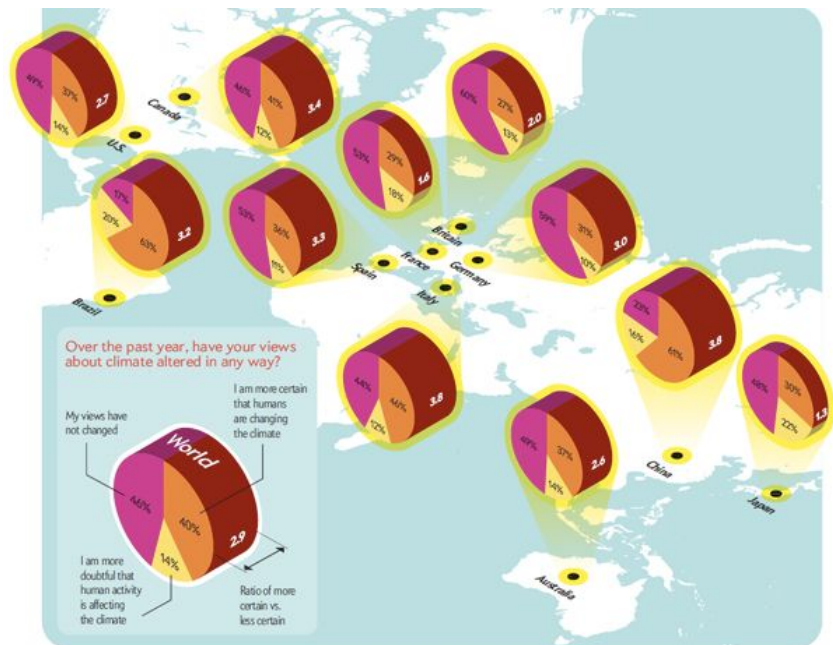 49%
37%
14%
2.7
U.S.
Canada
46%
41%
12%
3.4
53%
29%
18%
1.6
60%
27%
13%
2.0
17%
20%
63%
3.2
Brazil
53%
36%
11%
3.3
Spain
France
Britain
Germany
Italy
59%
31%
10%
3.0
44%
46%
12%
3.8
23%
16%
61%
3.8
China
48%
30%
22%
1.3
Japan
49%
37%
14%
2.6
Australia
Over the past year, have your views
about climate altered in any way?
My views have
not changed
I am more certain
that humans
are changing
the climate
World
40%
14%
2.9
I am more
doubtful that
human activity
is affecting
the climate
Ratio of more
certain vs.
less certain